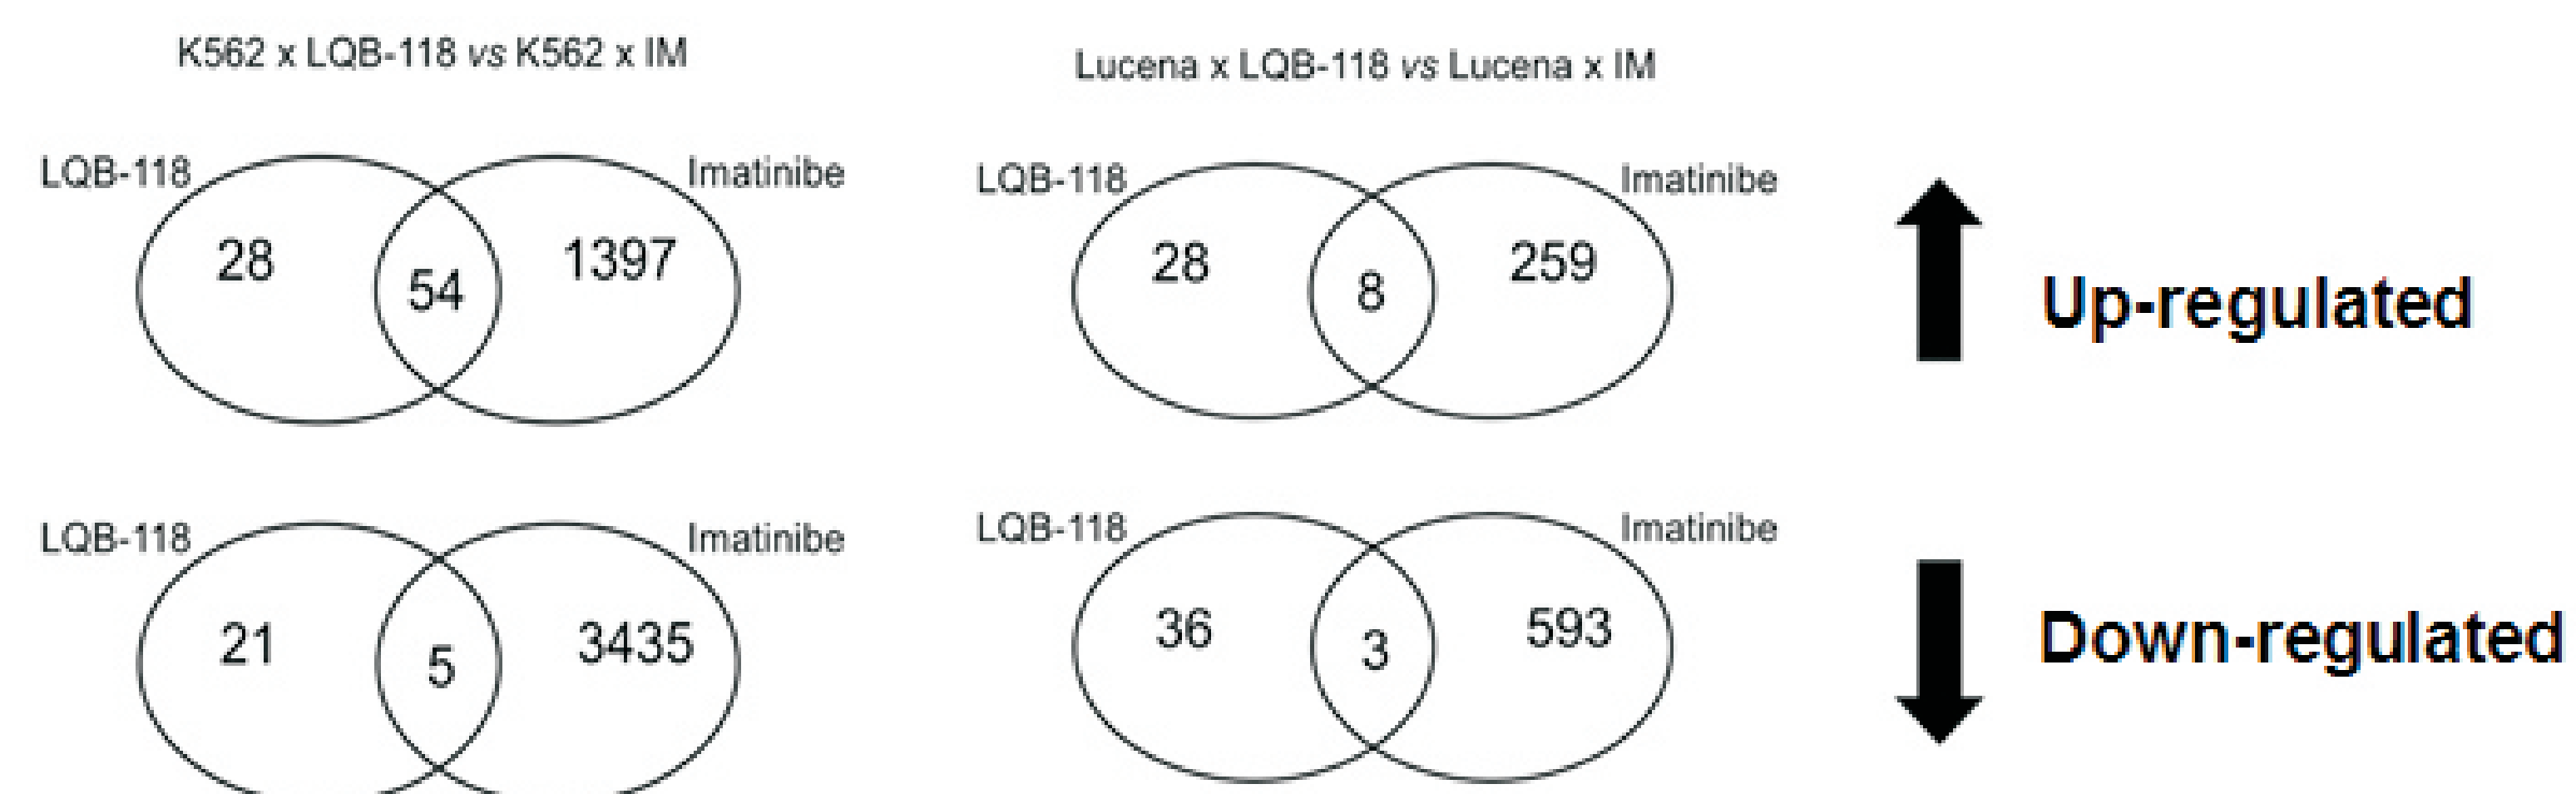 K562 x LQB-118 vs K562 x IM
Lucena x LQB-118 vs Lucena x IM
LQB-118
Imatinibe
28
54
1397
LQB-118
Imatinibe
28
8
259
Up-regulated
LQB-118
Imatinibe
21
5
3435
LQB-118
Imatinibe
36
3
593
Down-regulated